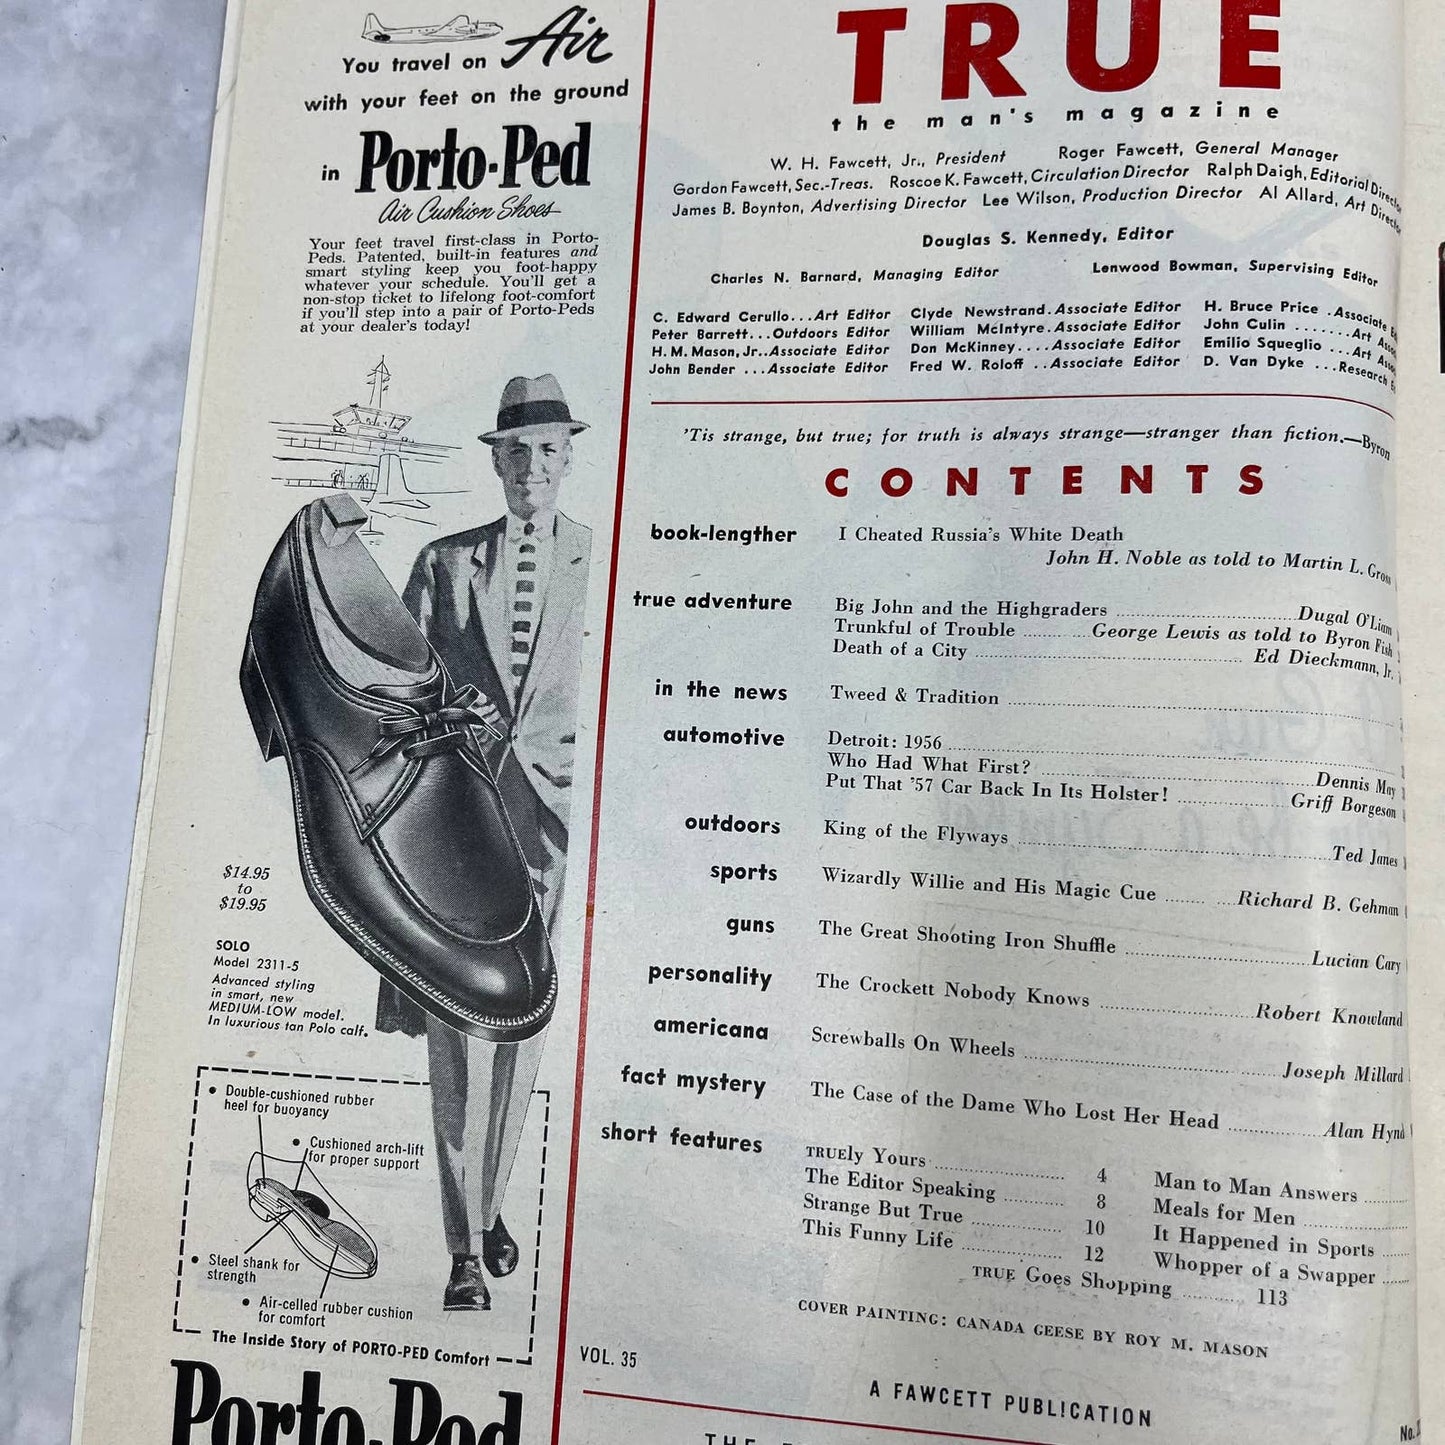 You travel on Air
with your feet on the ground
in Porto-Ped
Air Cushion Shoes
Your feet travel first-class in Porto-
Peds. Patented, built-in features and
smart styling keep you foot-happy
whatever your schedule. You'll get a
non-stop ticket to lifelong foot-comfort
if you'll step into a pair of Porto-Peds
at your dealer's today!
$14.95
to
$19.95
SOLO
Model 2311-5
Advanced styling
in smart, new
MEDIUM-LOW model.
In luxurious tan Polo calf.
• Double-cushioned rubber
heel for buoyancy
• Cushioned arch-lift
for proper support
• Steel shank for
strength
• Air-celled rubber cushion
for comfort
The Inside Story of PORTO-PED Comfort
Porto-Ped
TRUE
the man's magazine
W. H. Fawcett, Jr., President Roger Fawcett, General Manager
Gordon Fawcett, Sec.-Treas. Roscoe K. Fawcett, Circulation Director Ralph Daigh, Editorial Director
James B. Boynton, Advertising Director Lee Wilson, Production Director Al Allard, Art Director
Douglas S. Kennedy, Editor
Charles N. Barnard, Managing Editor Lenwood Bowman, Supervising Editor
C. Edward Cerullo...Art Editor Clyde Newstrand.Associate Editor H. Bruce Price .Associate
Peter Barrett...Outdoors Editor William McIntyre.Associate Editor John Culin .......Art
H. M. Mason, Jr..Associate Editor Don McKinney....Associate Editor Emilio Squeglio ...Art
John Bender ...Associate Editor Fred W. Roloff ..Associate Editor D. Van Dyke ...Research
'Tis strange, but true; for truth is always strange—stranger than fiction.—Byron
CONTENTS
book-lengther I Cheated Russia's White Death
John H. Noble as told to Martin L. Gross
true adventure Big John and the Highgraders Dugal O'Liam
Trunkful of Trouble George Lewis as told to Byron Fish
Death of a City Ed Dieckmann, Jr.
in the news Tweed & Tradition
automotive Detroit: 1956
Who Had What First? Dennis May
Put That '57 Car Back In Its Holster! Griff Borgeson
outdoors King of the Flyways Ted Janes
sports Wizardly Willie and His Magic Cue Richard B. Gehman
guns The Great Shooting Iron Shuffle Lucian Cary
personality The Crockett Nobody Knows Robert Knowland
americana Screwballs On Wheels Joseph Millard
fact mystery The Case of the Dame Who Lost Her Head Alan Hynd
short features TRUEly Yours 4 Man to Man Answers
The Editor Speaking 8 Meals for Men
Strange But True 10 It Happened in Sports
This Funny Life 12 Whopper of a Swapper
TRUE Goes Shopping 113
COVER PAINTING: CANADA GEESE BY ROY M. MASON
VOL. 35
A FAWCETT PUBLICATION
No.
THE